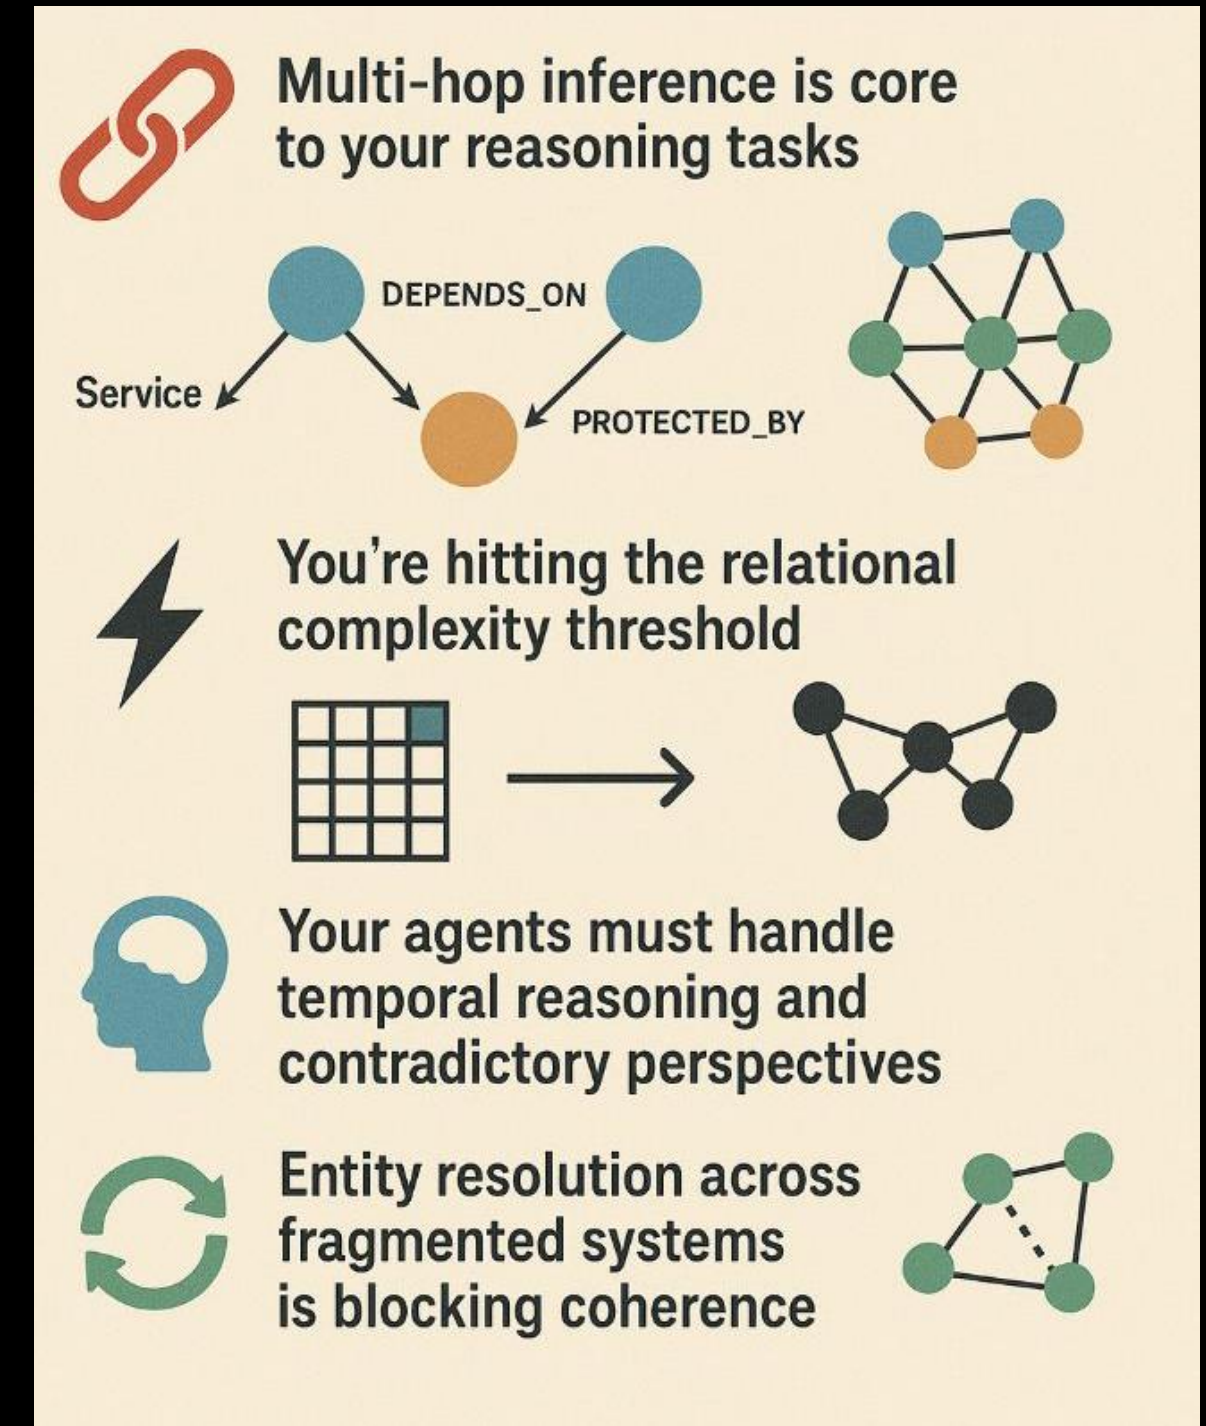 Multi-hop inference is core
to your reasoning tasks
DEPENDS_ON
Service
PROTECTED_BY
You're hitting the relational
complexity threshold
Your agents must handle
temporal reasoning and
contradictory perspectives
Entity resolution across
fragmented systems
is blocking coherence